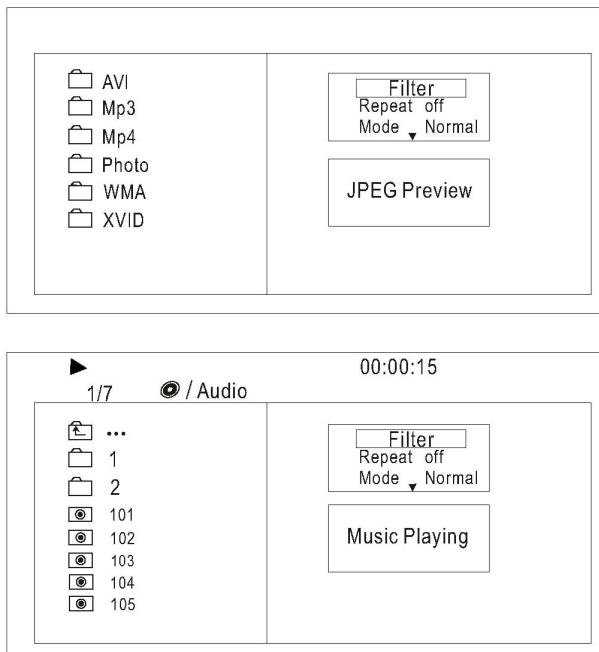 AVI
Mp3
Mp4
Photo
WMA
XVID
Filter
Repeat off
Mode Normal
JPEG Preview
00:00:15
1/7 / Audio
...
1
2
101
102
103
104
105
Filter
Repeat off
Mode Normal
Music Playing